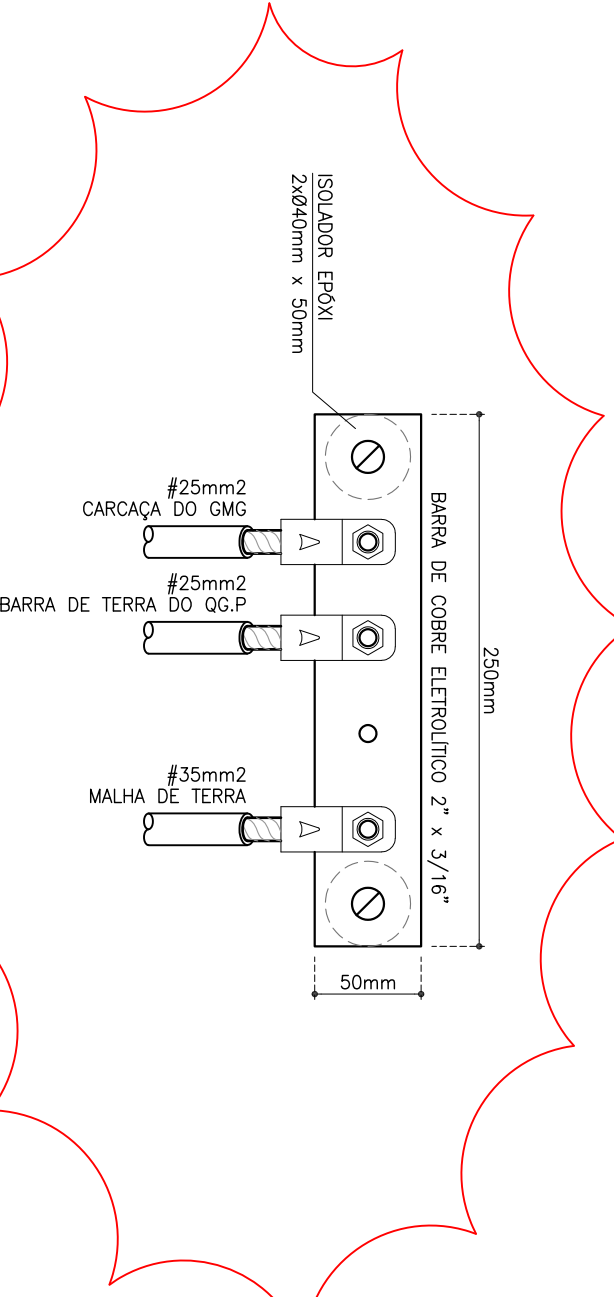 ISOLADOR EPÓXI
2xØ40mm x 50mm
250mm
BARRA DE COBRE ELETROLÍTICO 2" x 3/16"
#25mm2
CARCAÇA DO GMG
#25mm2
BARRA DE TERRA DO QG.P
#35mm2
MALHA DE TERRA
50mm